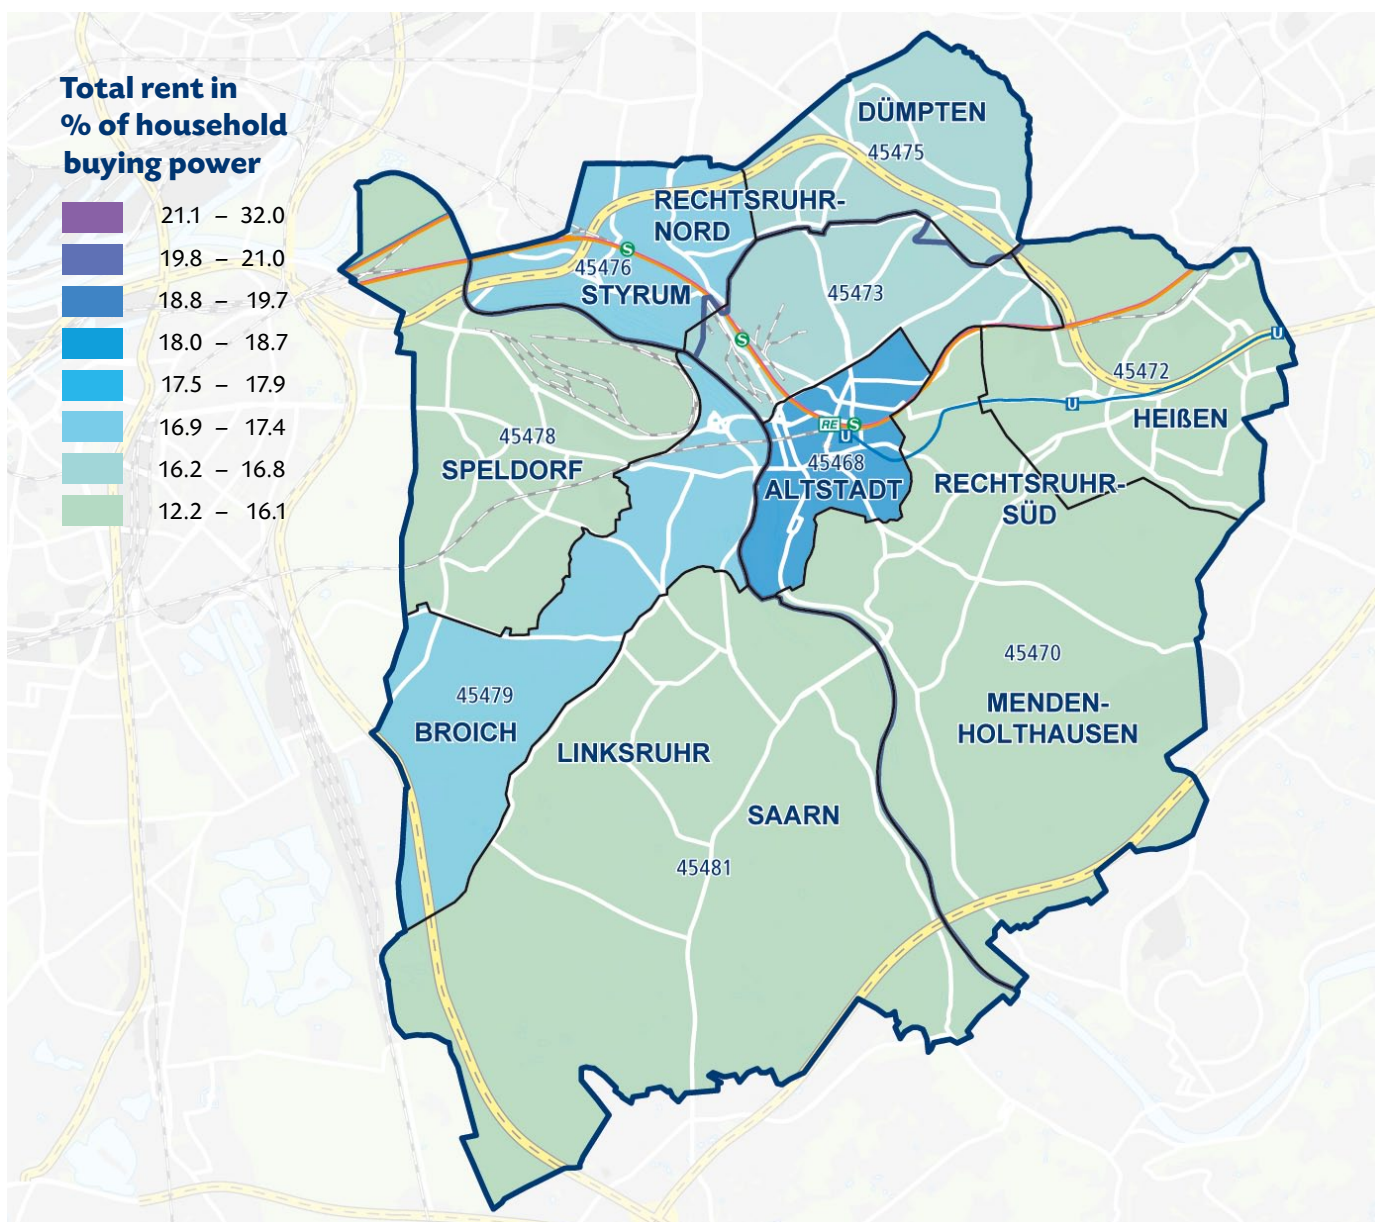 Total rent in
% of household
buying power
21.1 – 32.0
19.8 – 21.0
18.8 – 19.7
18.0 – 18.7
17.5 – 17.9
16.9 – 17.4
16.2 – 16.8
12.2 – 16.1
DÜMPTEN
45475
RECHTSRUHR-
NORD
S
45476
STYRUM
45473
S
U
45472
U
HEIßEN
RE
S
U
45478
SPELDORF
45468
ALTSTADT
RECHTSRUHR-
SÜD
45470
MENDEN-
HOLTHAUSEN
45479
BROICH
LINKSRUHR
SAARN
45481